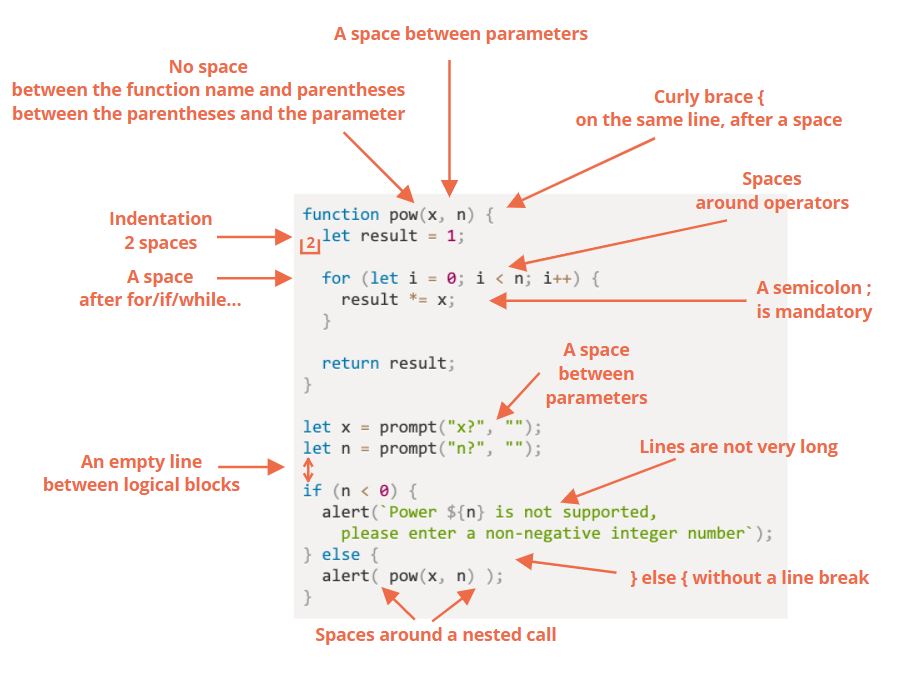 A space between parameters
No space
between the function name and parentheses
between the parentheses and the parameter
Curly brace {
on the same line, after a space
Spaces
around operators
Indentation
2 spaces
A space
after for/if/while...
A semicolon ;
is mandatory
function pow(x, n) {
2
  let result = 1;

  for (let i = 0; i < n; i++) {
    result *= x;
  }

  return result;
}
A space
between
parameters
let x = prompt("x?", "");
let n = prompt("n?", "");
Lines are not very long
An empty line
between logical blocks
if (n < 0) {
  alert(`Power ${n} is not supported,
    please enter a non-negative integer number`);
} else {
  alert( pow(x, n) );
}
} else { without a line break
Spaces around a nested call